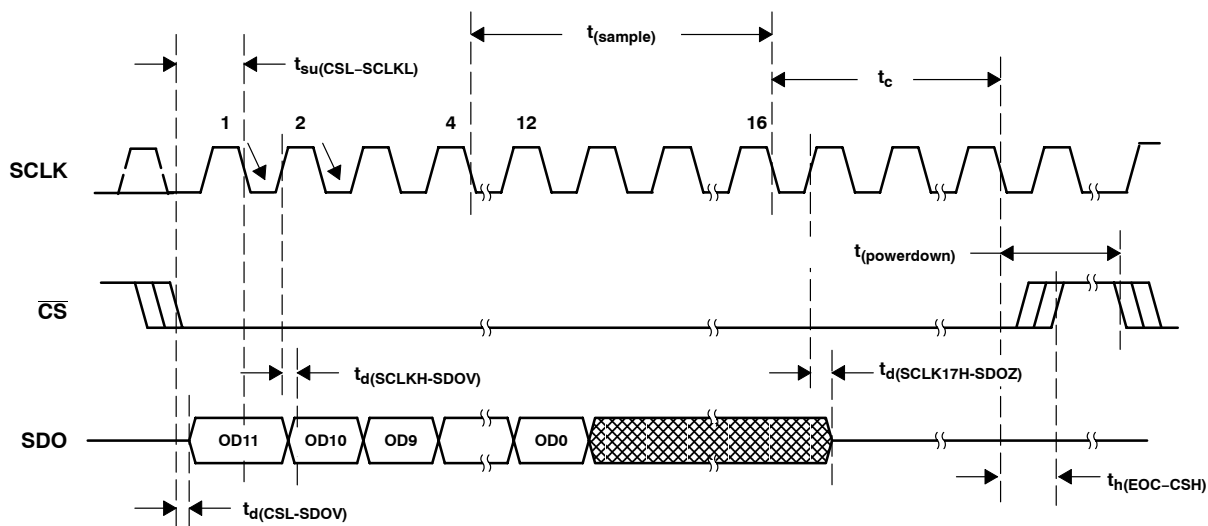 t(sample)
tsu(CSL–SCLKL)
tc
1 2 4 12 16
SCLK
t(powerdown)
CS
td(SCLKH-SDOV)
td(SCLK17H-SDOZ)
SDO OD11 OD10 OD9 OD0
th(EOC–CSH)
td(CSL-SDOV)